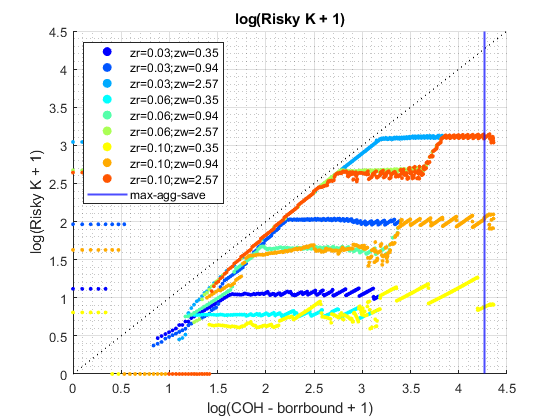 log(Risky K + 1)
4.5
4
3.5
3
2.5
2
1.5
1
0.5
0
log(Risky K + 1)
zr=0.03;zw=0.35
zr=0.03;zw=0.94
zr=0.03;zw=2.57
zr=0.06;zw=0.35
zr=0.06;zw=0.94
zr=0.06;zw=2.57
zr=0.10;zw=0.35
zr=0.10;zw=0.94
zr=0.10;zw=2.57
max-agg-save
0 0.5 1 1.5 2 2.5 3 3.5 4 4.5
log(COH - borrbound + 1)